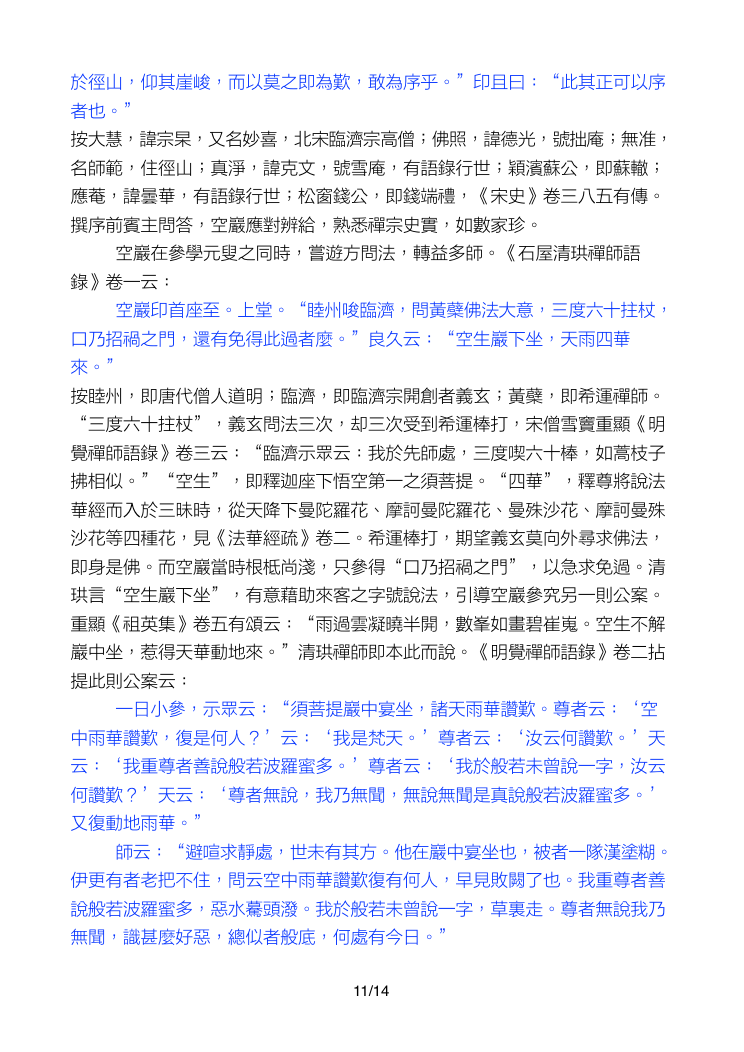 於徑山，仰其崖峻，而以莫之即為歉，敢為序乎。”印且曰：“此其正可以序
者也。”
按大慧，諱宗杲，又名妙喜，北宋臨濟宗高僧；佛照，諱德光，號拙庵；無准，
名師範，住徑山；真淨，諱克文，號雪庵，有語錄行世；穎濱蘇公，即蘇轍；
應菴，諱曇華，有語錄行世；松窗錢公，即錢端禮，《宋史》卷三八五有傳。
撰序前賓主問答，空巖應對辨給，熟悉禪宗史實，如數家珍。
空巖在參學元叟之同時，嘗遊方問法，轉益多師。《石屋清珙禪師語
錄》卷一云：
空巖印首座至。上堂。“睦州唆臨濟，問黃蘗佛法大意，三度六十拄杖，
口乃招禍之門，還有免得此過者麼。”良久云：“空生巖下坐，天雨四華
來。”
按睦州，即唐代僧人道明；臨濟，即臨濟宗開創者義玄；黃蘗，即希運禪師。
“三度六十拄杖”，義玄問法三次，却三次受到希運棒打，宋僧雪竇重顯《明
覺禪師語錄》卷三云：“臨濟示眾云：我於先師處，三度喫六十棒，如蒿枝子
拂相似。”“空生”，即釋迦座下悟空第一之須菩提。“四華”，釋尊將說法
華經而入於三昧時，從天降下曼陀羅花、摩訶曼陀羅花、曼殊沙花、摩訶曼殊
沙花等四種花，見《法華經疏》卷二。希運棒打，期望義玄莫向外尋求佛法，
即身是佛。而空巖當時根柢尚淺，只參得“口乃招禍之門”，以急求免過。清
珙言“空生巖下坐”，有意藉助來客之字號說法，引導空巖參究另一則公案。
重顯《祖英集》卷五有頌云：“雨過雲凝曉半開，數峯如畫碧崔嵬。空生不解
巖中坐，惹得天華動地來。”清珙禪師即本此而說。《明覺禪師語錄》卷二拈
提此則公案云：
一日小參，示眾云：“須菩提巖中宴坐，諸天雨華讚歎。尊者云：‘空
中雨華讚歎，復是何人？’云：‘我是梵天。’尊者云：‘汝云何讚歎。’天
云：‘我重尊者善說般若波羅蜜多。’尊者云：‘我於般若未曾說一字，汝云
何讚歎？’天云：‘尊者無說，我乃無聞，無說無聞是真說般若波羅蜜多。’
又復動地雨華。”
師云：“避喧求靜處，世未有其方。他在巖中宴坐也，被者一隊漢塗糊。
伊更有者老把不住，問云空中雨華讚歎復有何人，早見敗闕了也。我重尊者善
說般若波羅蜜多，惡水驀頭潑。我於般若未曾說一字，草裏走。尊者無說我乃
無聞，識甚麼好惡，總似者般底，何處有今日。”
11/14